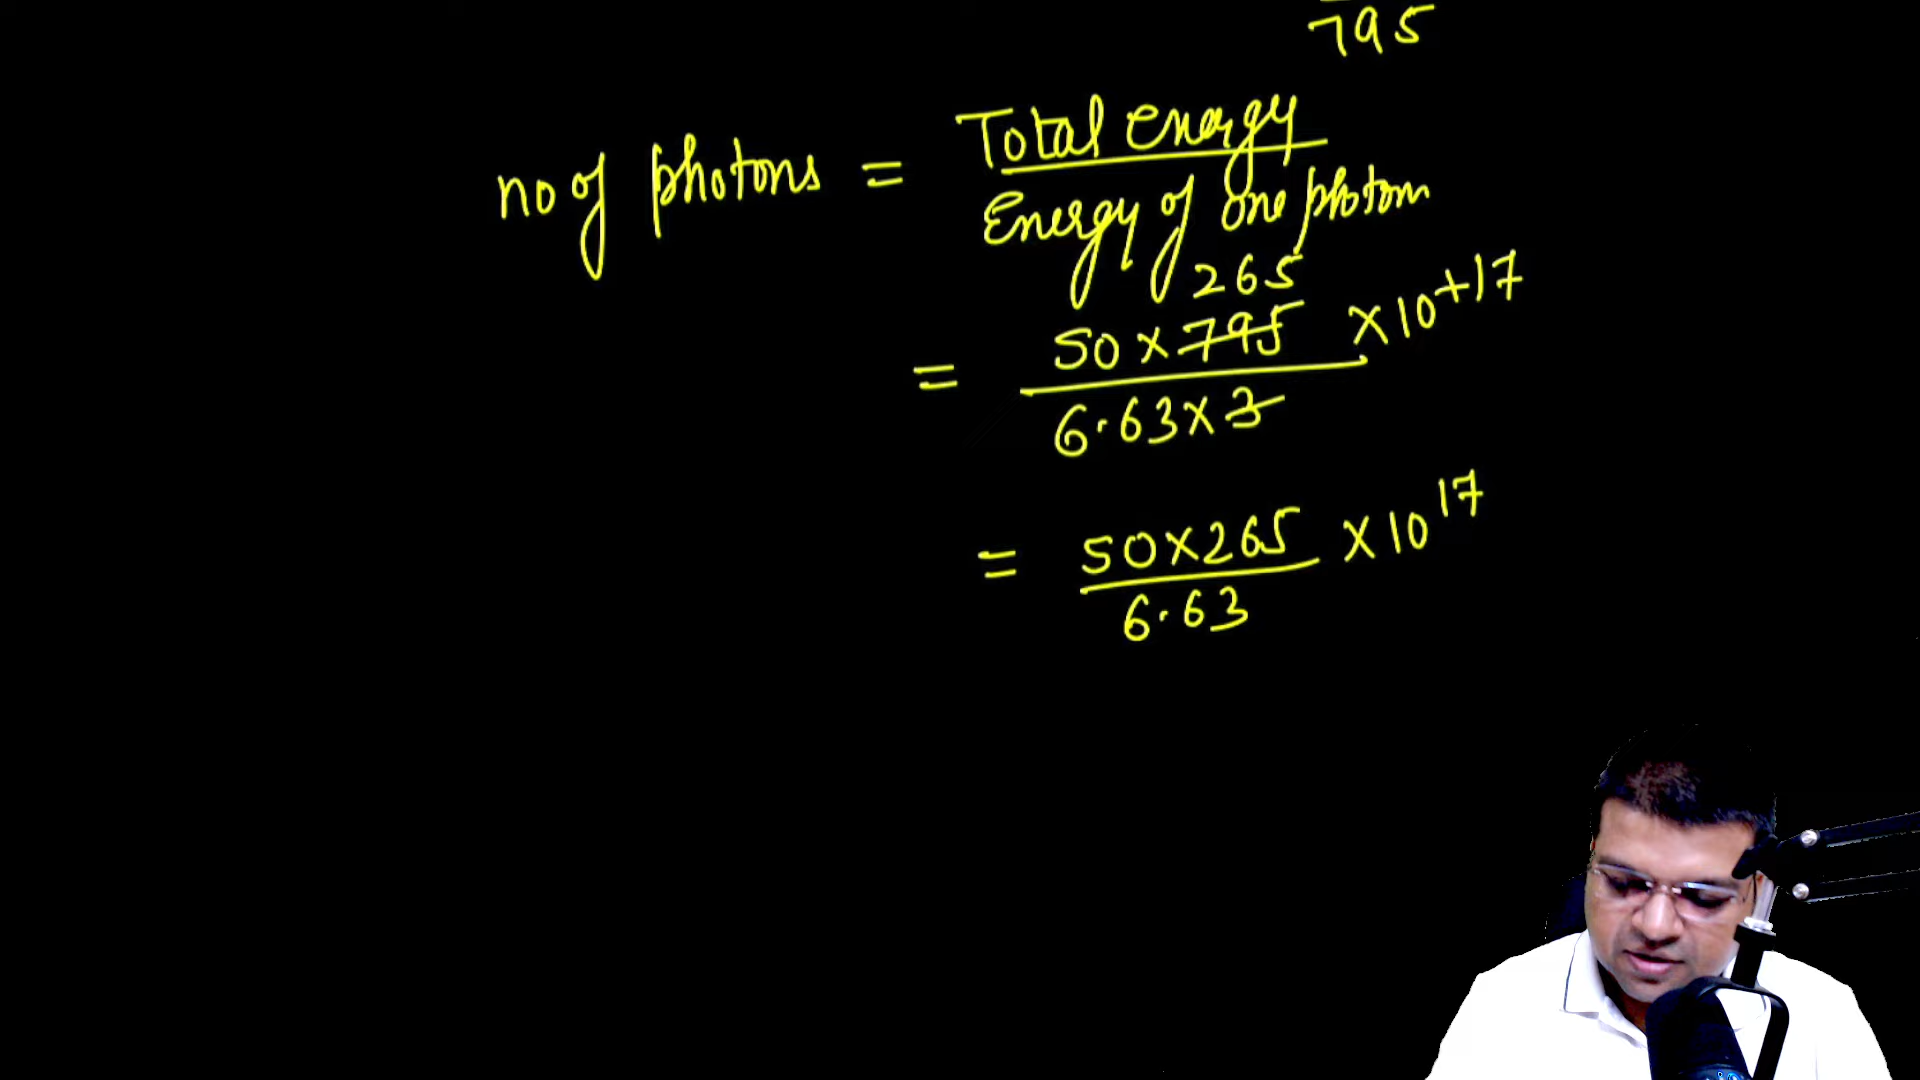 795
no of photons = Total energy / Energy of one photon
265
= 50 × 795 / 6.63 × 3 × 10^+17
= 50 × 265 / 6.63 × 10^17